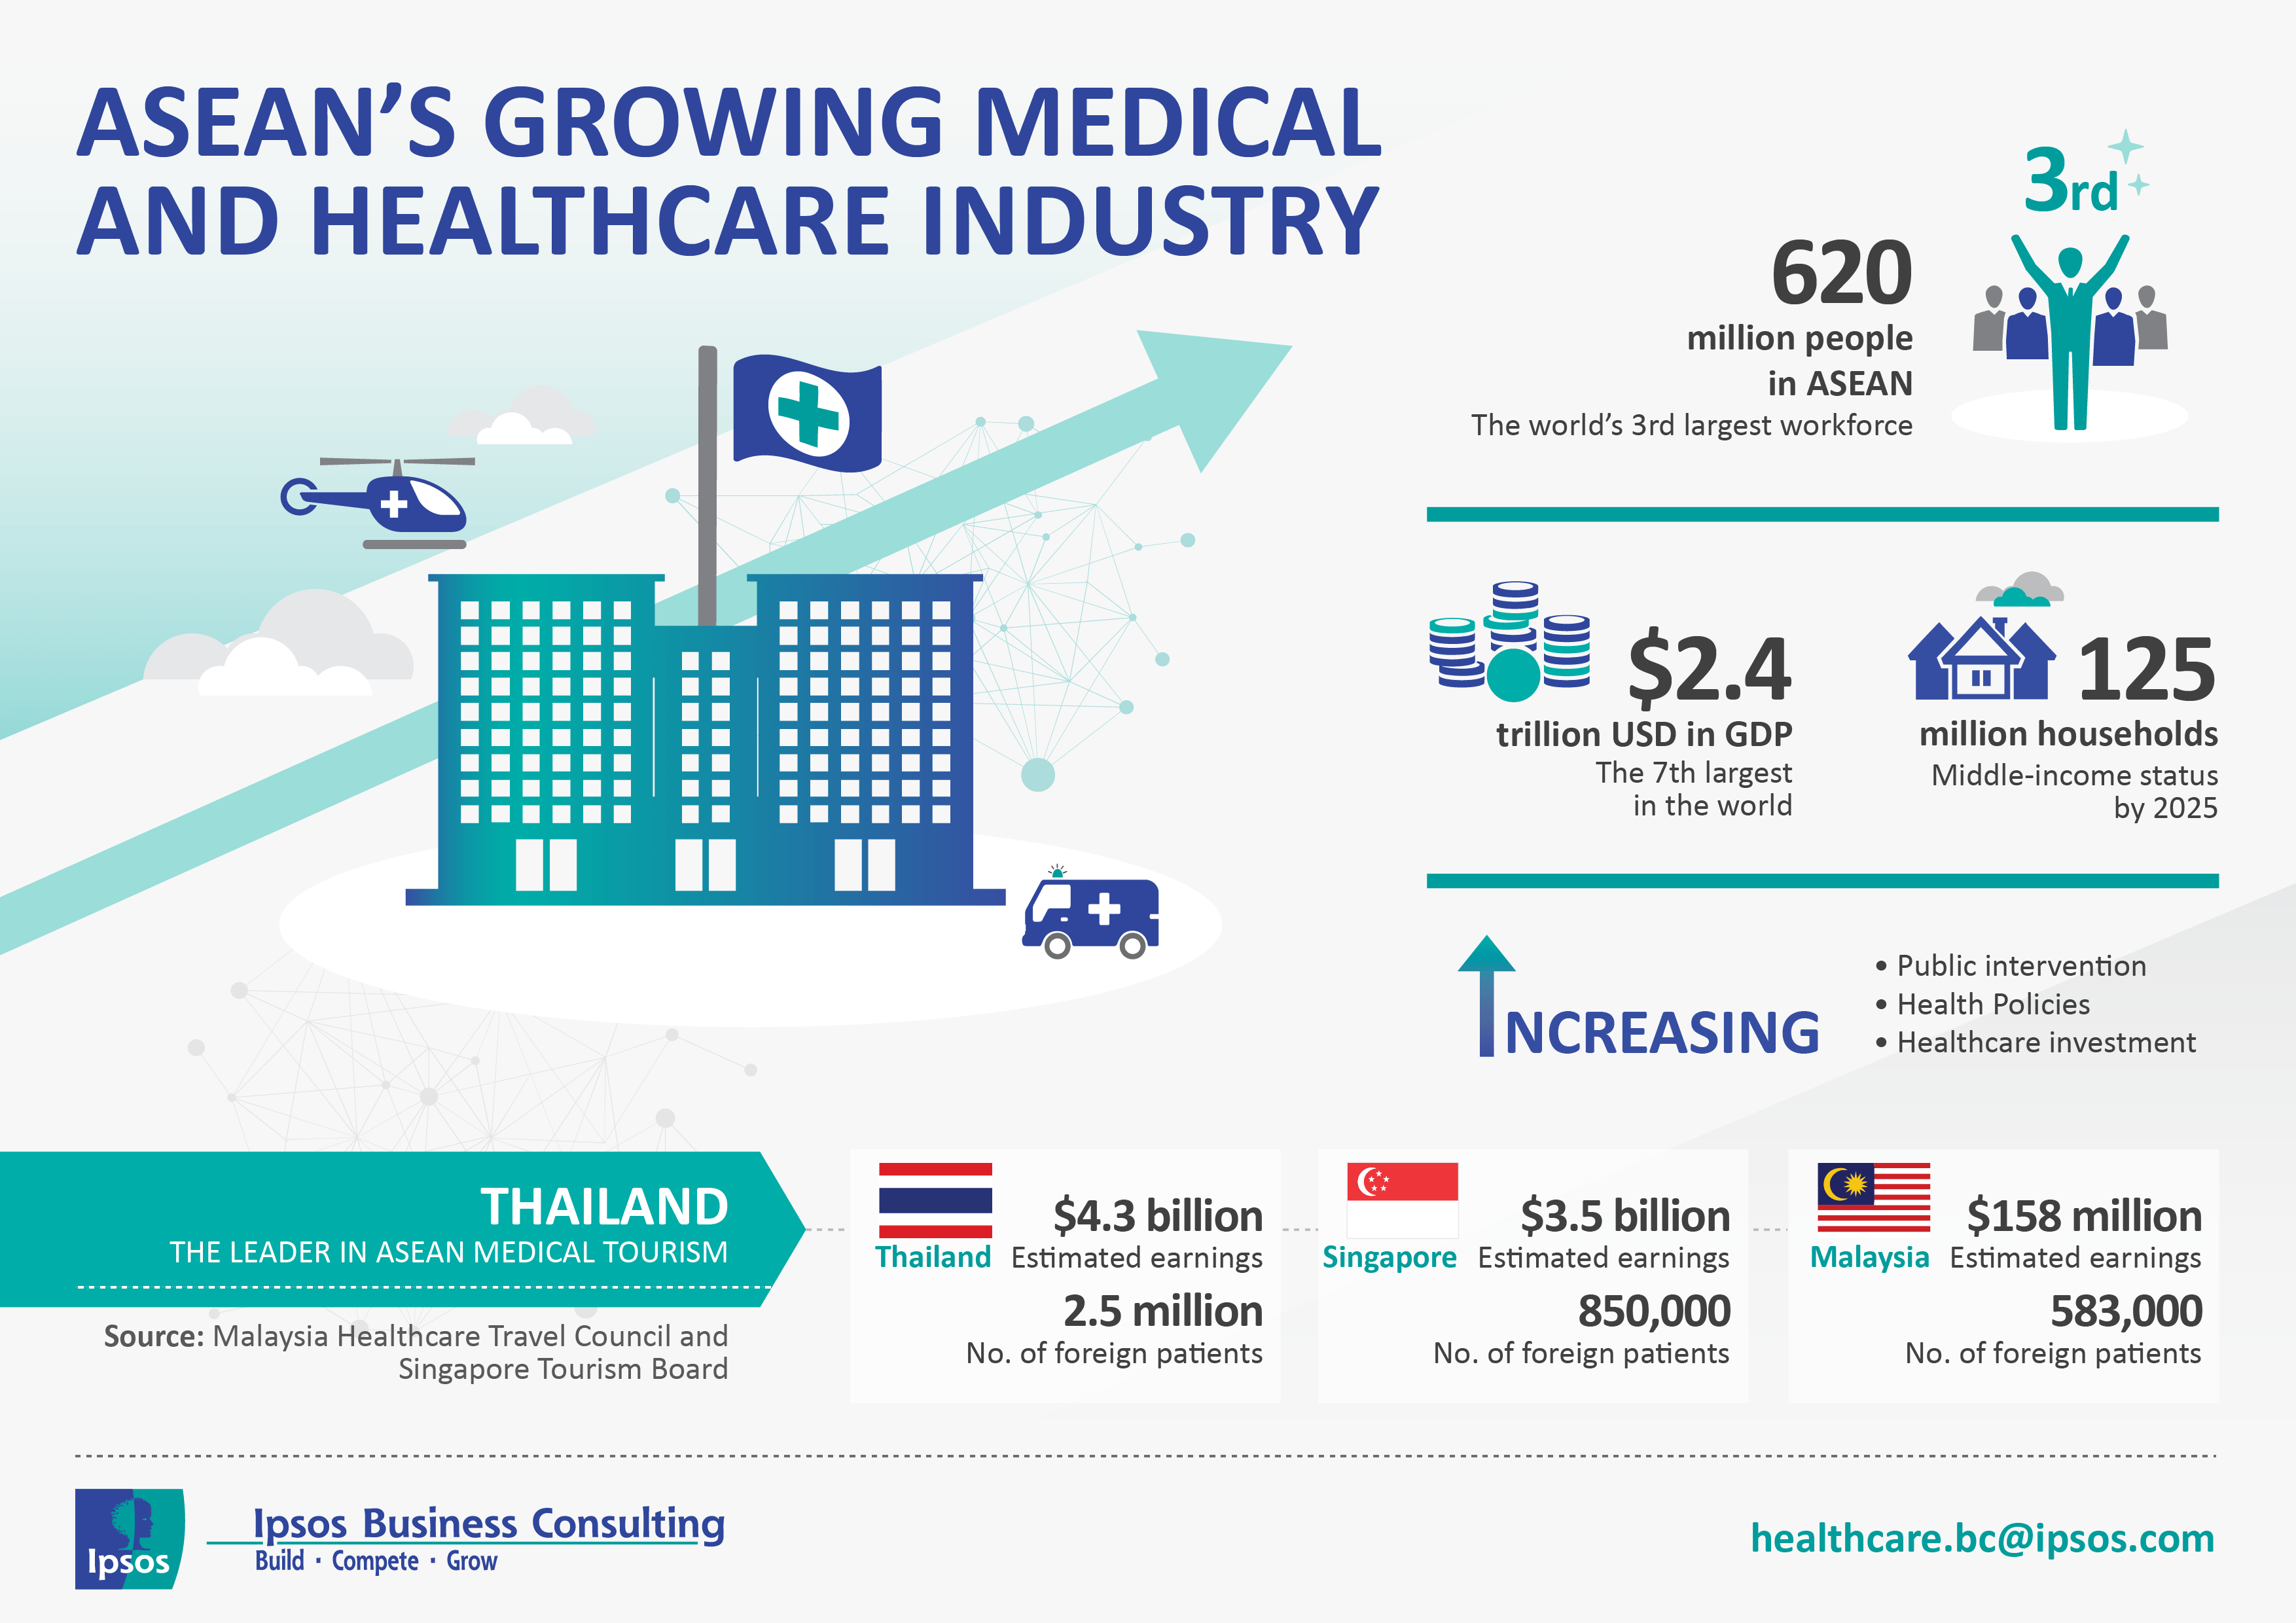 ASEAN’S GROWING MEDICAL
AND HEALTHCARE INDUSTRY
3rd
620
million people
in ASEAN
The world’s 3rd largest workforce
$2.4
trillion USD in GDP
The 7th largest
in the world
125
million households
Middle-income status
by 2025
INCREASING
• Public intervention
• Health Policies
• Healthcare investment
THAILAND
THE LEADER IN ASEAN MEDICAL TOURISM
Source: Malaysia Healthcare Travel Council and
Singapore Tourism Board
Thailand
$4.3 billion
Estimated earnings
2.5 million
No. of foreign patients
Singapore
$3.5 billion
Estimated earnings
850,000
No. of foreign patients
Malaysia
$158 million
Estimated earnings
583,000
No. of foreign patients
Ipsos
Ipsos Business Consulting
Build · Compete · Grow
healthcare.bc@ipsos.com